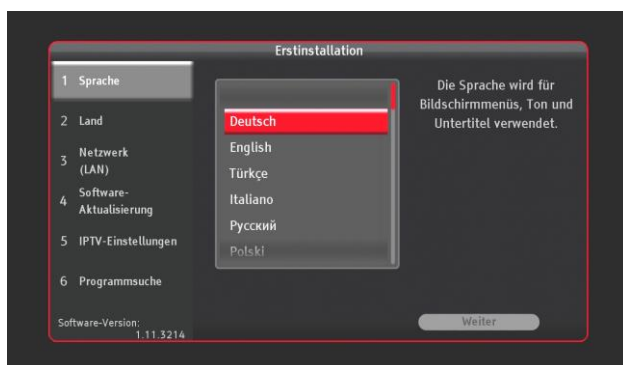 Erstinstallation
1 Sprache
2 Land
3 Netzwerk
(LAN)
4 Software-
Aktualisierung
5 IPTV-Einstellungen
6 Programmsuche
Software-Version:
1.11.3214
Deutsch
English
Türkçe
Italiano
Русский
Polski
Die Sprache wird für
Bildschirmmenüs, Ton und
Untertitel verwendet.
Weiter